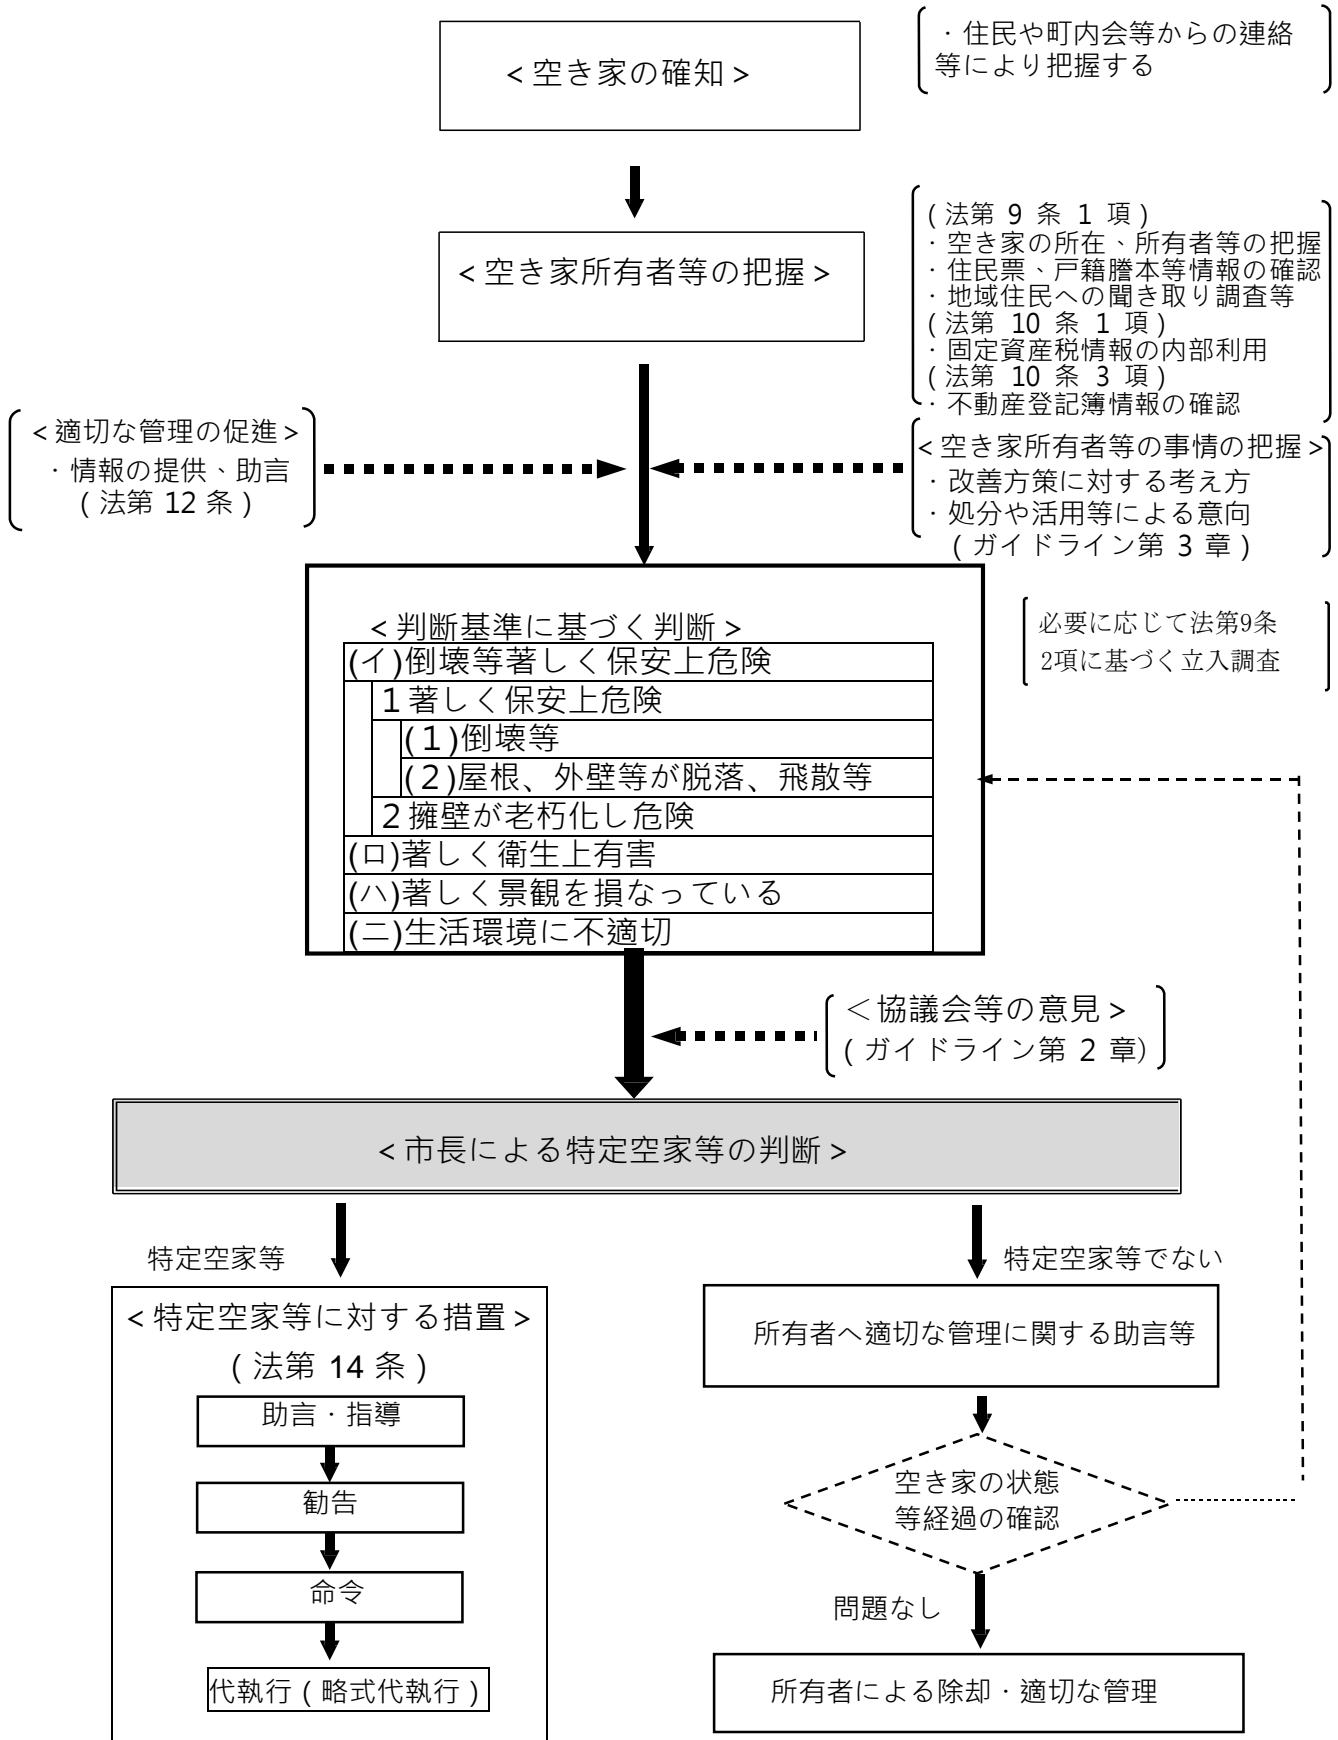 ＜空き家の確知＞
・住民や町内会等からの連絡
等により把握する
＜空き家所有者等の把握＞
(法第 9 条 1 項)
・空き家の所在、所有者等の把握
・住民票、戸籍謄本等情報の確認
・地域住民への聞き取り調査等
(法第 10 条 1 項)
・固定資産税情報の内部利用
(法第 10 条 3 項)
・不動産登記簿情報の確認
＜適切な管理の促進＞
・情報の提供、助言
(法第 12 条)
＜空き家所有者等の事情の把握＞
・改善方策に対する考え方
・処分や活用等による意向
(ガイドライン第 3 章)
＜判断基準に基づく判断＞
(イ)倒壊等著しく保安上危険
１著しく保安上危険
(１)倒壊等
(２)屋根、外壁等が脱落、飛散等
２擁壁が老朽化し危険
(ロ)著しく衛生上有害
(ハ)著しく景観を損なっている
(ニ)生活環境に不適切
必要に応じて法第9条
2項に基づく立入調査
＜協議会等の意見＞
(ガイドライン第 2 章)
＜市長による特定空家等の判断＞
特定空家等
特定空家等でない
＜特定空家等に対する措置＞
(法第 14 条)
助言・指導
勧告
命令
代執行(略式代執行)
所有者へ適切な管理に関する助言等
空き家の状態
等経過の確認
問題なし
所有者による除却・適切な管理